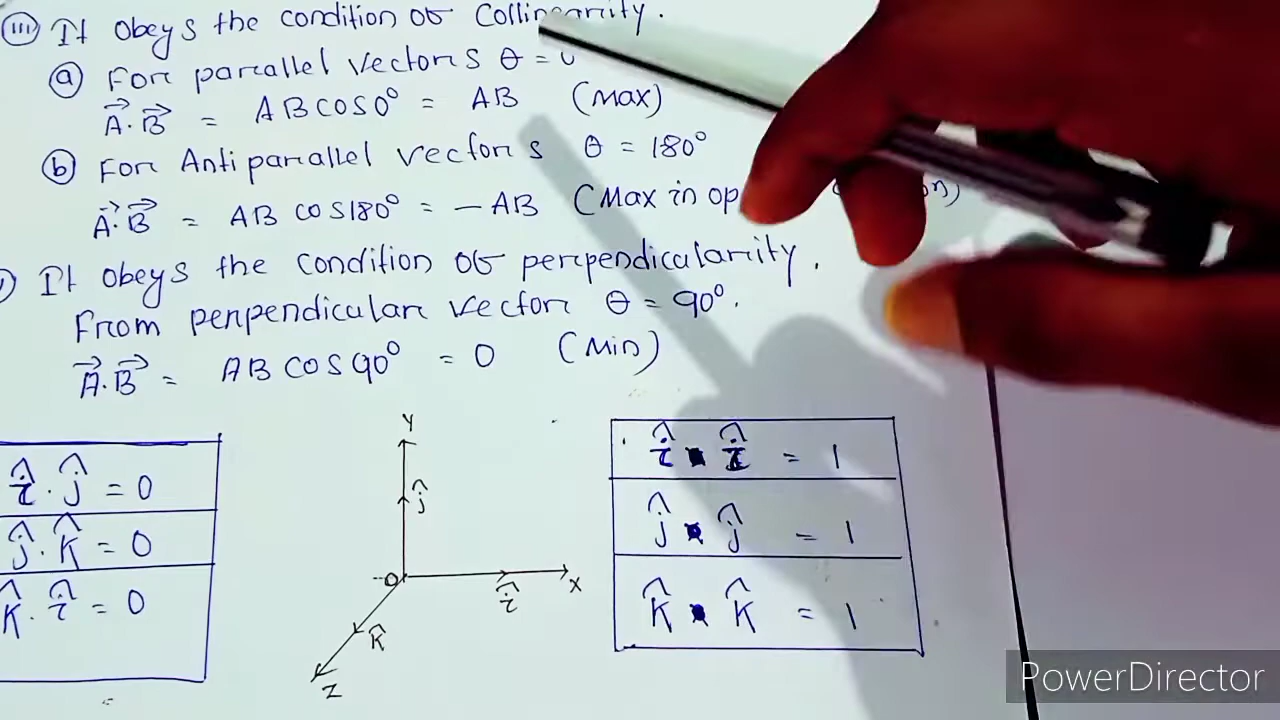 (iii) It obeys the condition of Collinearity.
(a) For parallel vectors θ = 0
A⃗.B⃗ = AB cos0° = AB (Max)
(b) For Antiparallel vectors θ = 180°
A⃗.B⃗ = AB cos180° = – AB (Max in op
) It obeys the condition of perpendicularity.
From perpendicular vector θ = 90°.
A⃗.B⃗ = AB cos90° = 0 (Min)
î . ĵ = 0
ĵ . k̂ = 0
k̂ . î = 0
Y
ĵ
O
î
X
k̂
Z
î . î = 1
ĵ . ĵ = 1
k̂ . k̂ = 1
PowerDirector